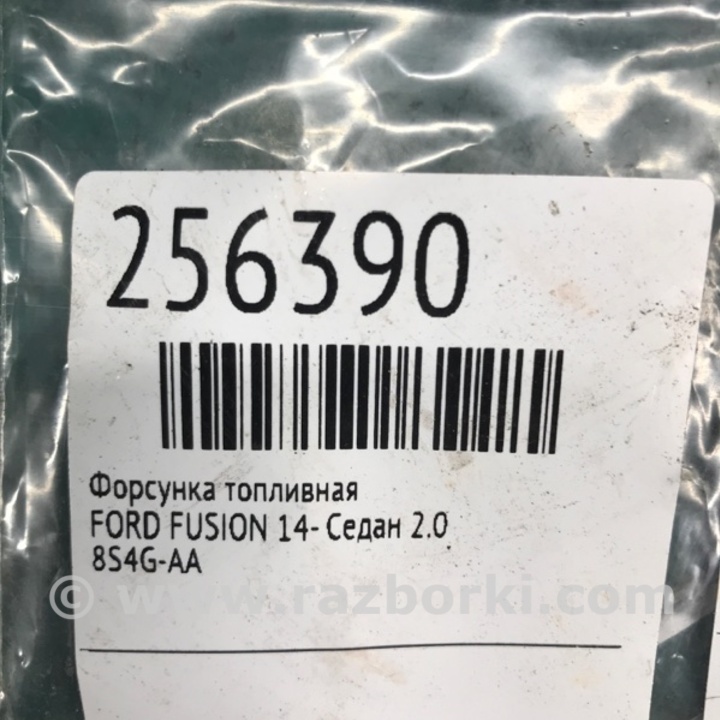 256390
Форсунка топливная
FORD FUSION 14- Седан 2.0
8S4G-AA
© www.razborki.com